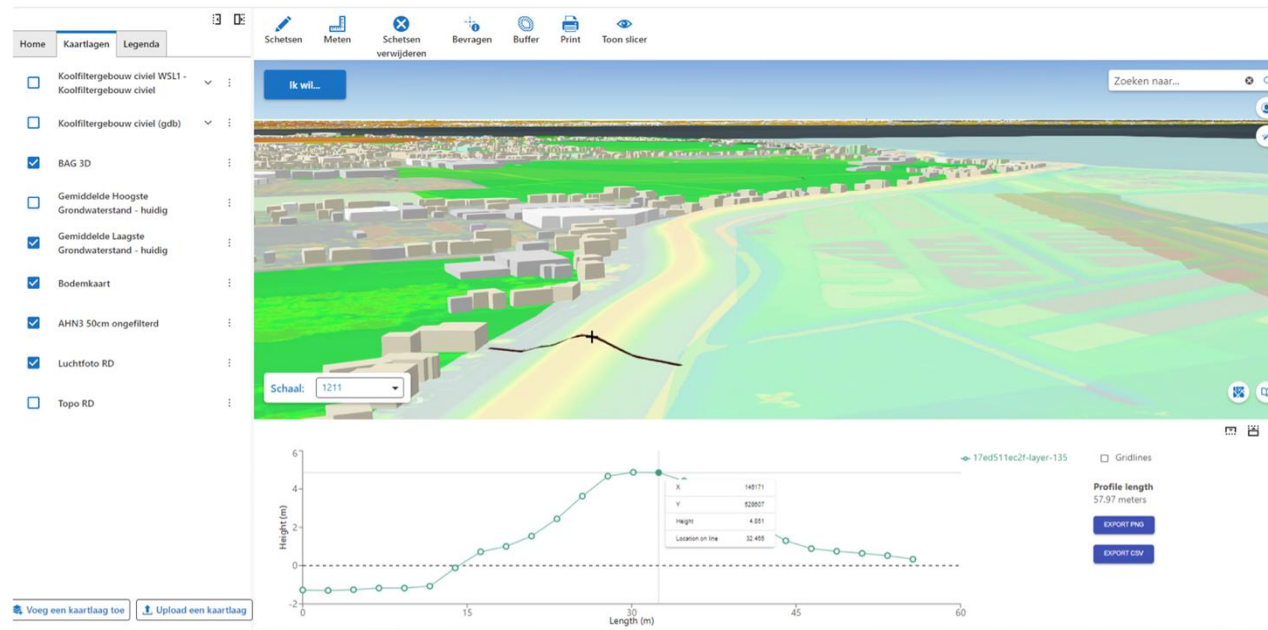 Home
Kaartlagen
Legenda
Koolfiltergebouw civiel WSL1 -
Koolfiltergebouw civiel
Koolfiltergebouw civiel (gdb)
BAG 3D
Gemiddelde Hoogste
Grondwaterstand - huidig
Gemiddelde Laagste
Grondwaterstand - huidig
Bodemkaart
AHN3 50cm ongefilterd
Luchtfoto RD
Topo RD
Voeg een kaartlaag toe
Upload een kaartlaag
Schetsen
Meten
Schetsen
verwijderen
Bevragen
Buffer
Print
Toon slicer
Ik wil...
Zoeken naar...
Schaal:
1211
6
4
2
0
-2
Height (m)
0
15
30
45
60
Length (m)
X 146171
Y
Height 4.851
Location on line 32.465
17ed511ec2f-layer-135
Gridlines
Profile length
57.97 meters
EXPORT PNG
EXPORT CSV